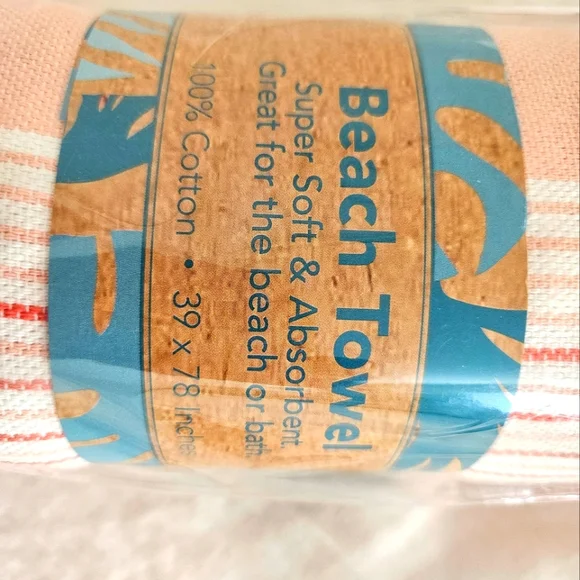 Beach Towel
Super Soft & Absorbent.
Great for the beach or bath
100% Cotton • 39 x 78 Inches